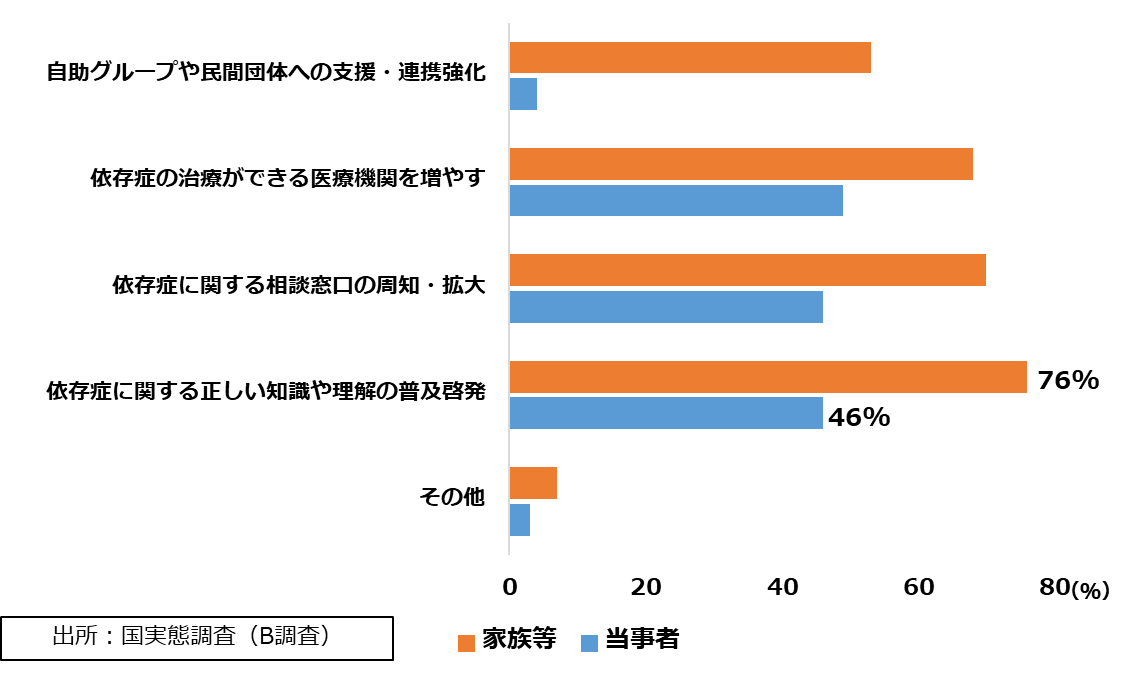 自助グループや民間団体への支援・連携強化
依存症の治療ができる医療機関を増やす
依存症に関する相談窓口の周知・拡大
依存症に関する正しい知識や理解の普及啓発
76%
46%
その他
0 20 40 60 80(%)
出所：国実態調査（B調査）
家族等 当事者